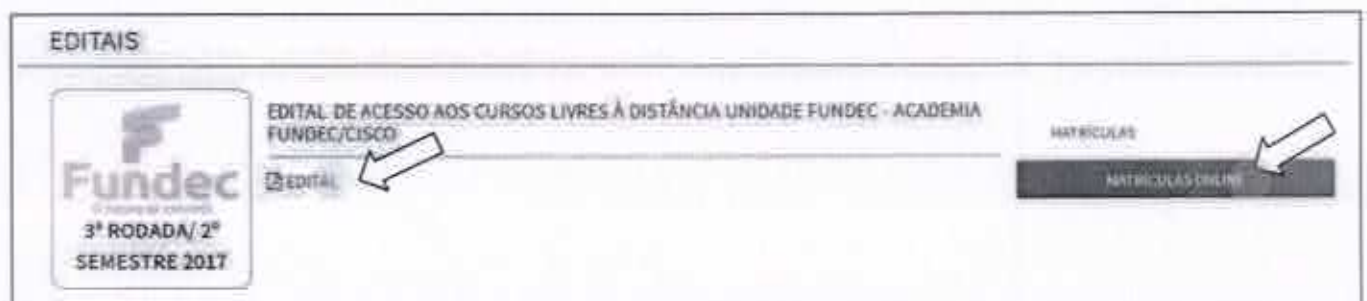 EDITAIS
EDITAL DE ACESSO AOS CURSOS LIVRES À DISTÂNCIA UNIDADE FUNDEC - ACADEMIA
FUNDEC/CISCO
EDITAL
MATRÍCULAS
MATRÍCULAS ONLINE
Fundec
3ª RODADA/ 2º
SEMESTRE 2017